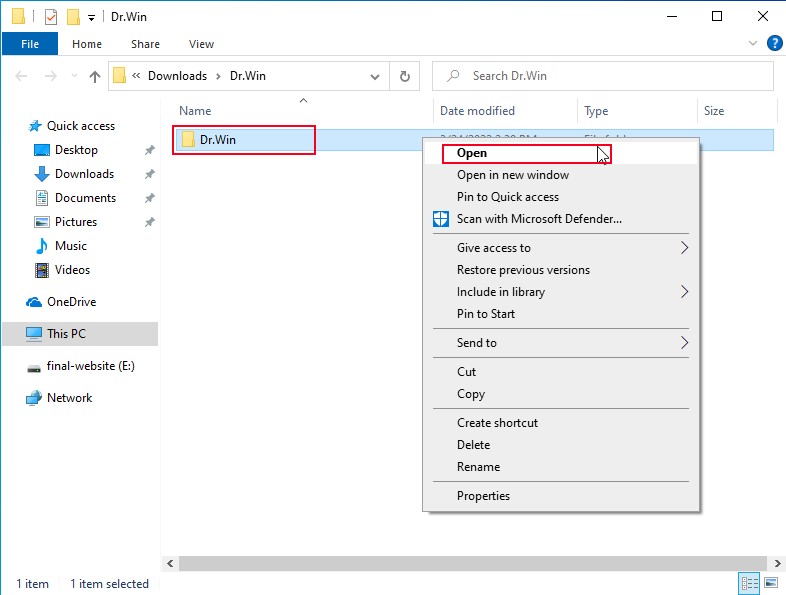 Dr.Win
File Home Share View
« Downloads > Dr.Win
Search Dr.Win
Name Date modified Type Size
Quick access
Desktop
Downloads
Documents
Pictures
Music
Videos
OneDrive
This PC
final-website (E:)
Network
Dr.Win
Open
Open in new window
Pin to Quick access
Scan with Microsoft Defender...
Give access to
Restore previous versions
Include in library
Pin to Start
Send to
Cut
Copy
Create shortcut
Delete
Rename
Properties
1 item 1 item selected